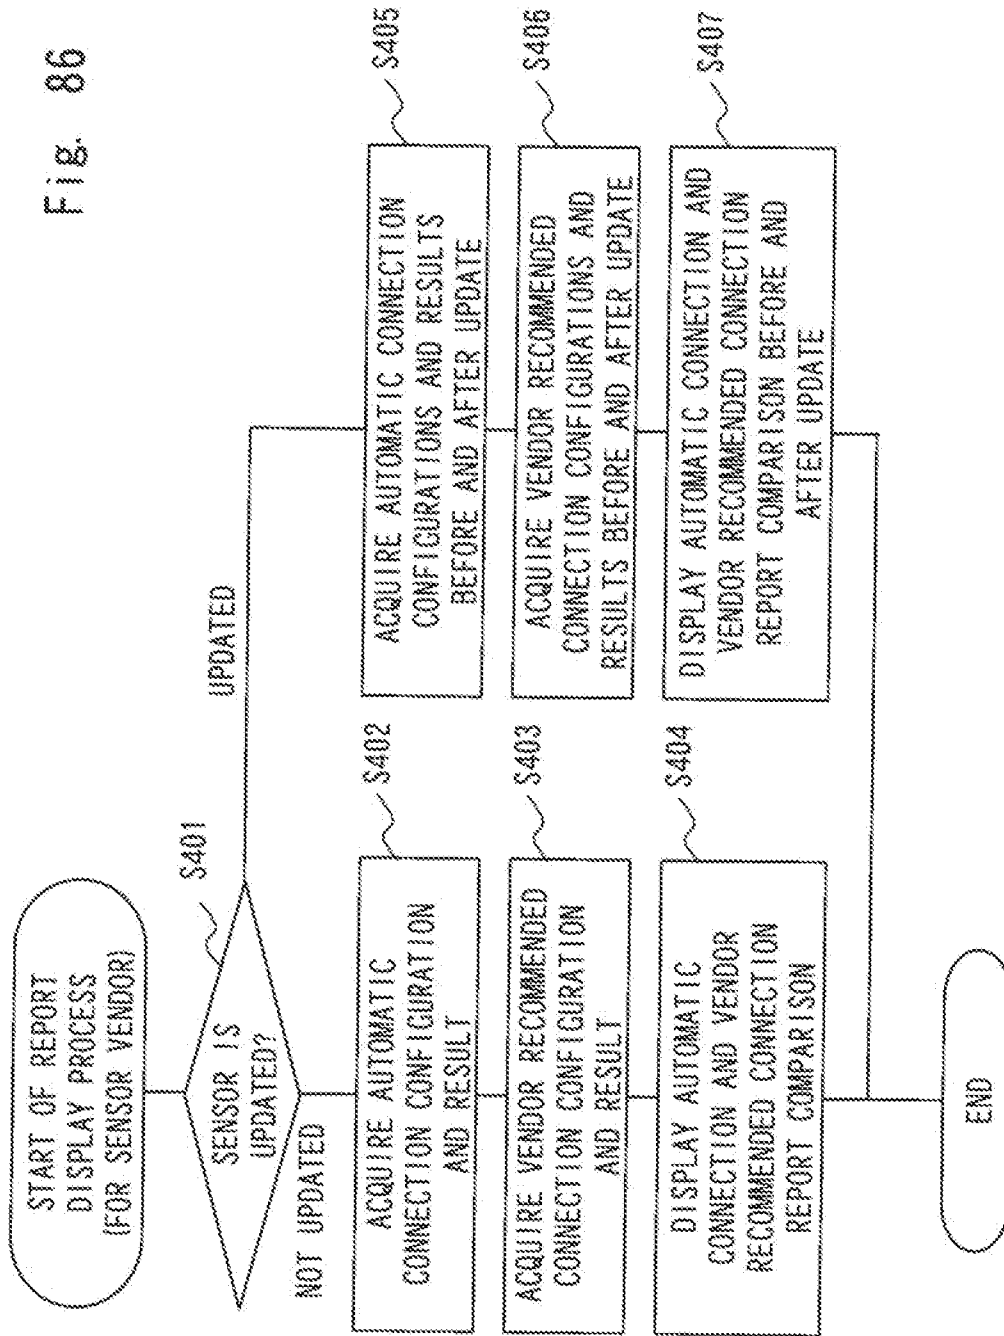 Fig. 86
START OF REPORT
DISPLAY PROCESS
(FOR SENSOR VENDOR)
S401
SENSOR IS
UPDATED?
NOT UPDATED
UPDATED
S402
ACQUIRE AUTOMATIC
CONNECTION CONFIGURATION
AND RESULT
S403
ACQUIRE VENDOR RECOMMENDED
CONNECTION CONFIGURATION
AND RESULT
S404
DISPLAY AUTOMATIC
CONNECTION AND VENDOR
RECOMMENDED CONNECTION
REPORT COMPARISON
S405
ACQUIRE AUTOMATIC CONNECTION
CONFIGURATIONS AND RESULTS
BEFORE AND AFTER UPDATE
S406
ACQUIRE VENDOR RECOMMENDED
CONNECTION CONFIGURATIONS AND
RESULTS BEFORE AND AFTER UPDATE
S407
DISPLAY AUTOMATIC CONNECTION AND
VENDOR RECOMMENDED CONNECTION
REPORT COMPARISON BEFORE AND
AFTER UPDATE
END